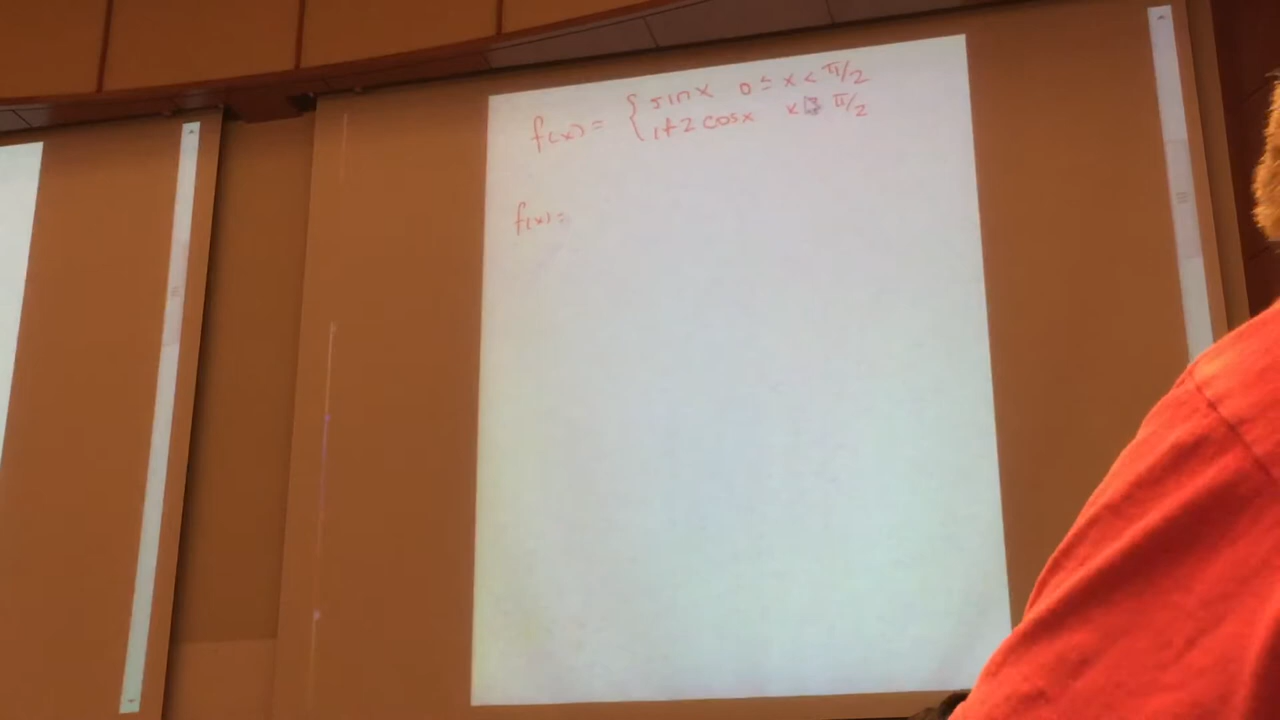 f(x) = { sin x 0 ≤ x < π/2
1+2 cos x x π/2
f(x) =